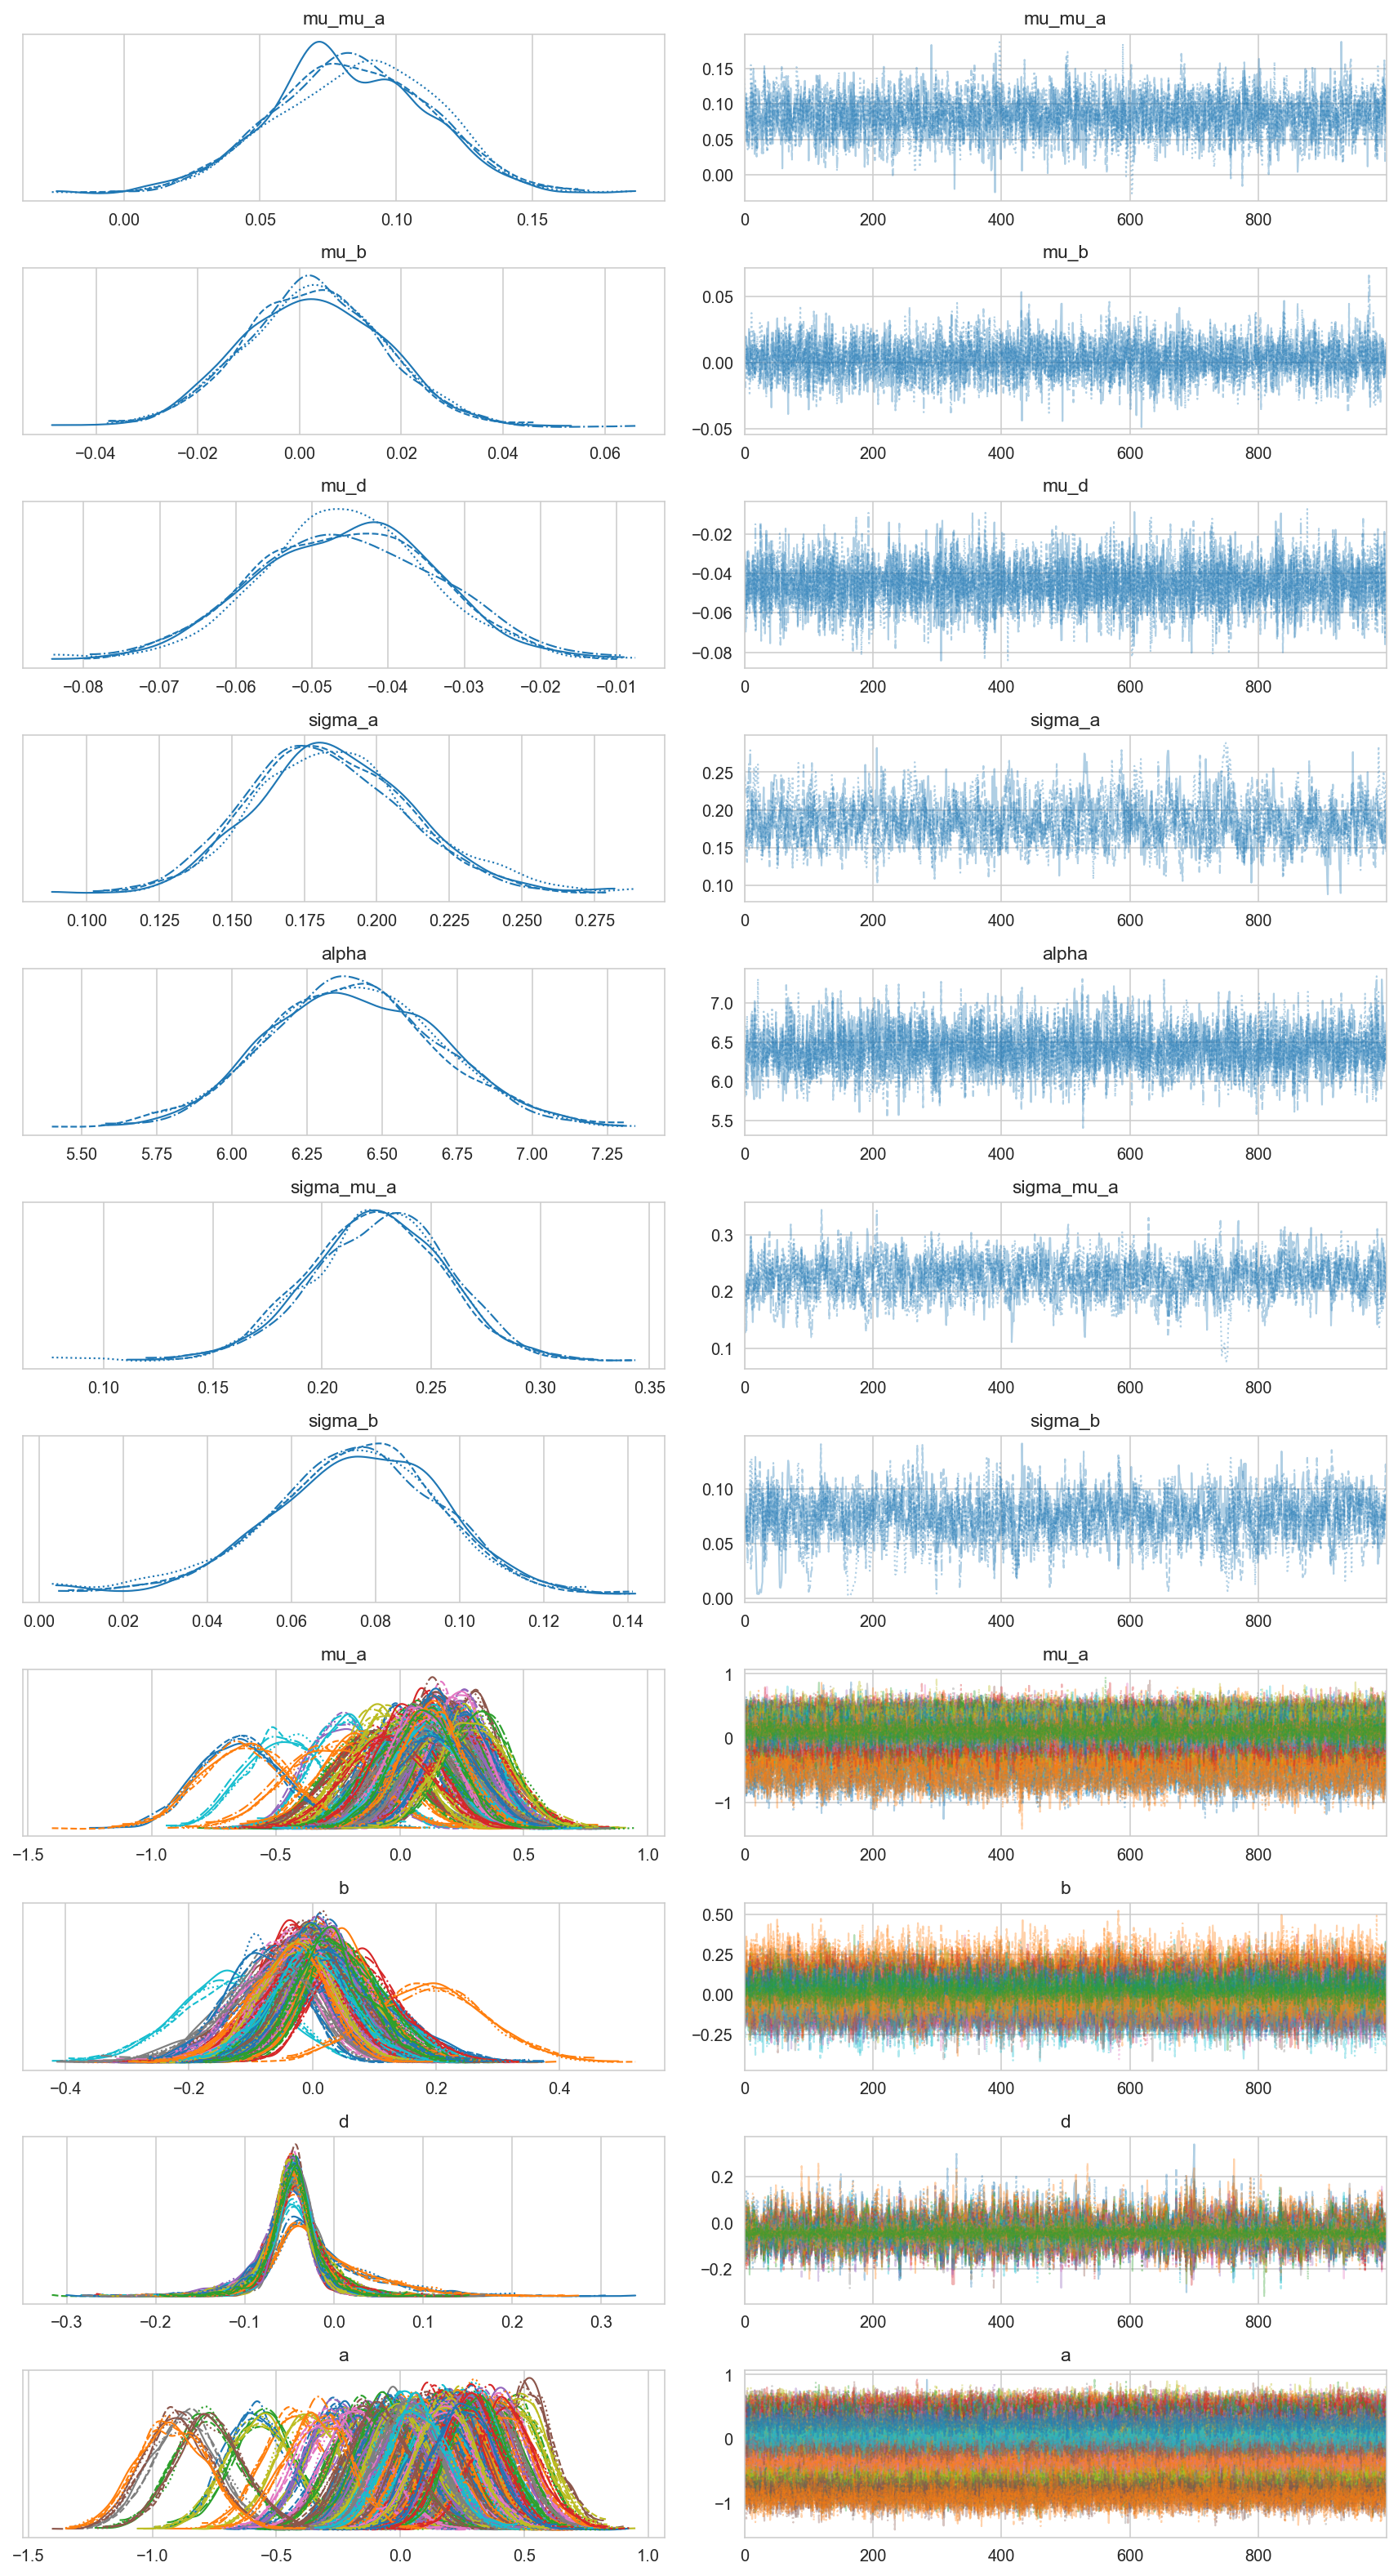 mu_mu_a mu_mu_a
0.15
0.10
0.05
0.00
0.00 0.05 0.10 0.15 0 200 400 600 800
mu_b mu_b
0.05
0.00
−0.05
−0.04 −0.02 0.00 0.02 0.04 0.06 0 200 400 600 800
mu_d mu_d
−0.02
−0.04
−0.06
−0.08
−0.08 −0.07 −0.06 −0.05 −0.04 −0.03 −0.02 −0.01 0 200 400 600 800
sigma_a sigma_a
0.25
0.20
0.15
0.10
0.100 0.125 0.150 0.175 0.200 0.225 0.250 0.275 0 200 400 600 800
alpha alpha
7.0
6.5
6.0
5.5
5.50 5.75 6.00 6.25 6.50 6.75 7.00 7.25 0 200 400 600 800
sigma_mu_a sigma_mu_a
0.3
0.2
0.1
0.10 0.15 0.20 0.25 0.30 0.35 0 200 400 600 800
sigma_b sigma_b
0.10
0.05
0.00
0.00 0.02 0.04 0.06 0.08 0.10 0.12 0.14 0 200 400 600 800
mu_a mu_a
1
0
−1
−1.5 −1.0 −0.5 0.0 0.5 1.0 0 200 400 600 800
b b
0.50
0.25
0.00
−0.25
−0.4 −0.2 0.0 0.2 0.4 0 200 400 600 800
d d
0.2
0.0
−0.2
−0.3 −0.2 −0.1 0.0 0.1 0.2 0.3 0 200 400 600 800
a a
1
0
−1
−1.5 −1.0 −0.5 0.0 0.5 1.0 0 200 400 600 800